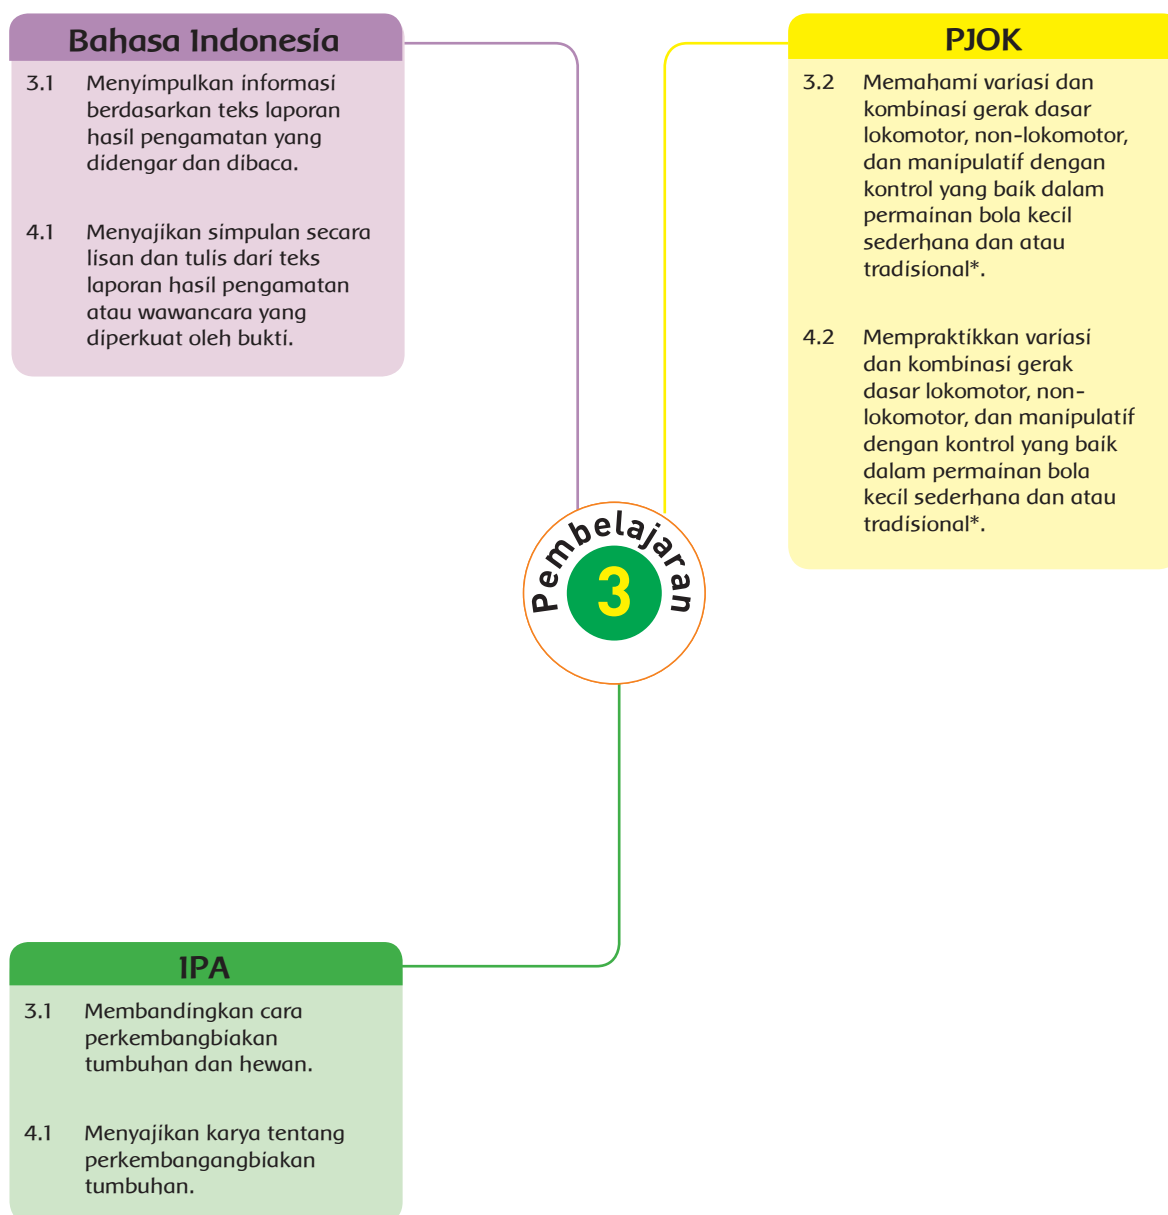 Bahasa Indonesia
3.1 Menyimpulkan informasi
berdasarkan teks laporan
hasil pengamatan yang
didengar dan dibaca.
4.1 Menyajikan simpulan secara
lisan dan tulis dari teks
laporan hasil pengamatan
atau wawancara yang
diperkuat oleh bukti.
PJOK
3.2 Memahami variasi dan
kombinasi gerak dasar
lokomotor, non-lokomotor,
dan manipulatif dengan
kontrol yang baik dalam
permainan bola kecil
sederhana dan atau
tradisional*.
4.2 Mempraktikkan variasi
dan kombinasi gerak
dasar lokomotor, non-
lokomotor, dan manipulatif
dengan kontrol yang baik
dalam permainan bola
kecil sederhana dan atau
tradisional*.
Pembelajaran
3
IPA
3.1 Membandingkan cara
perkembangbiakan
tumbuhan dan hewan.
4.1 Menyajikan karya tentang
perkembangangbiakan
tumbuhan.